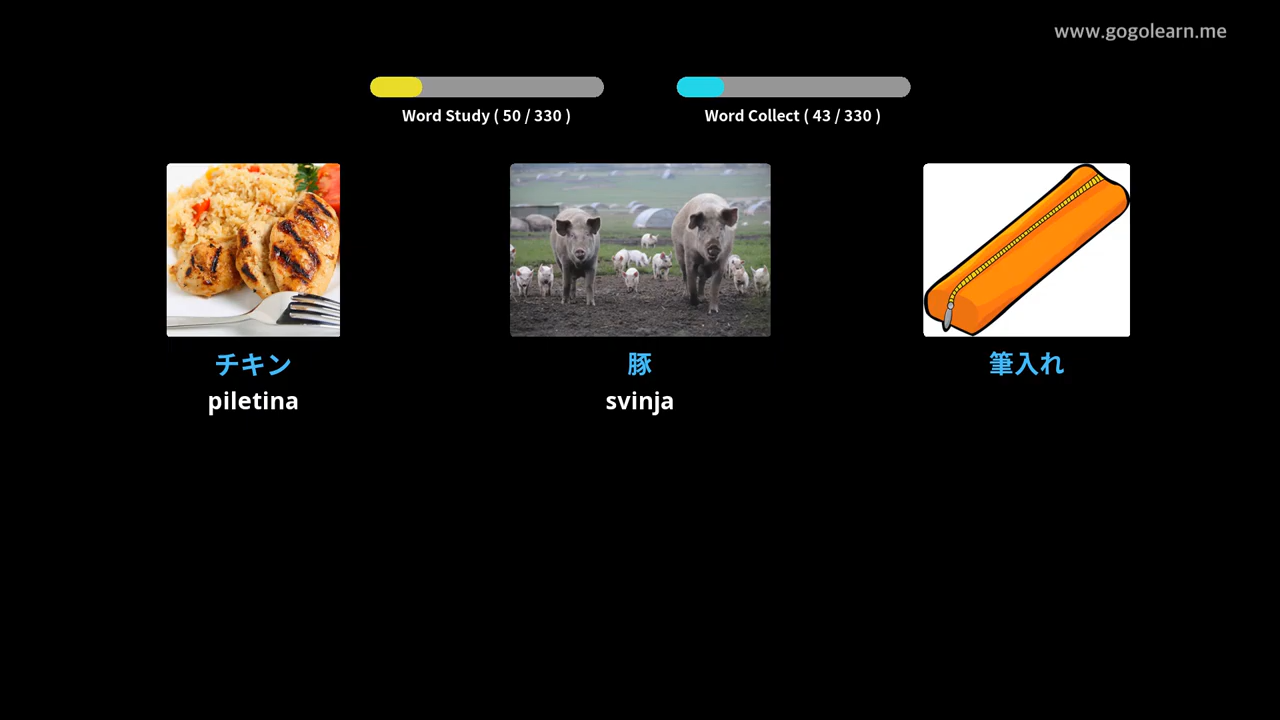 www.gogolearn.me
Word Study ( 50 / 330 )
Word Collect ( 43 / 330 )
チキン
豚
筆入れ
piletina
svinja